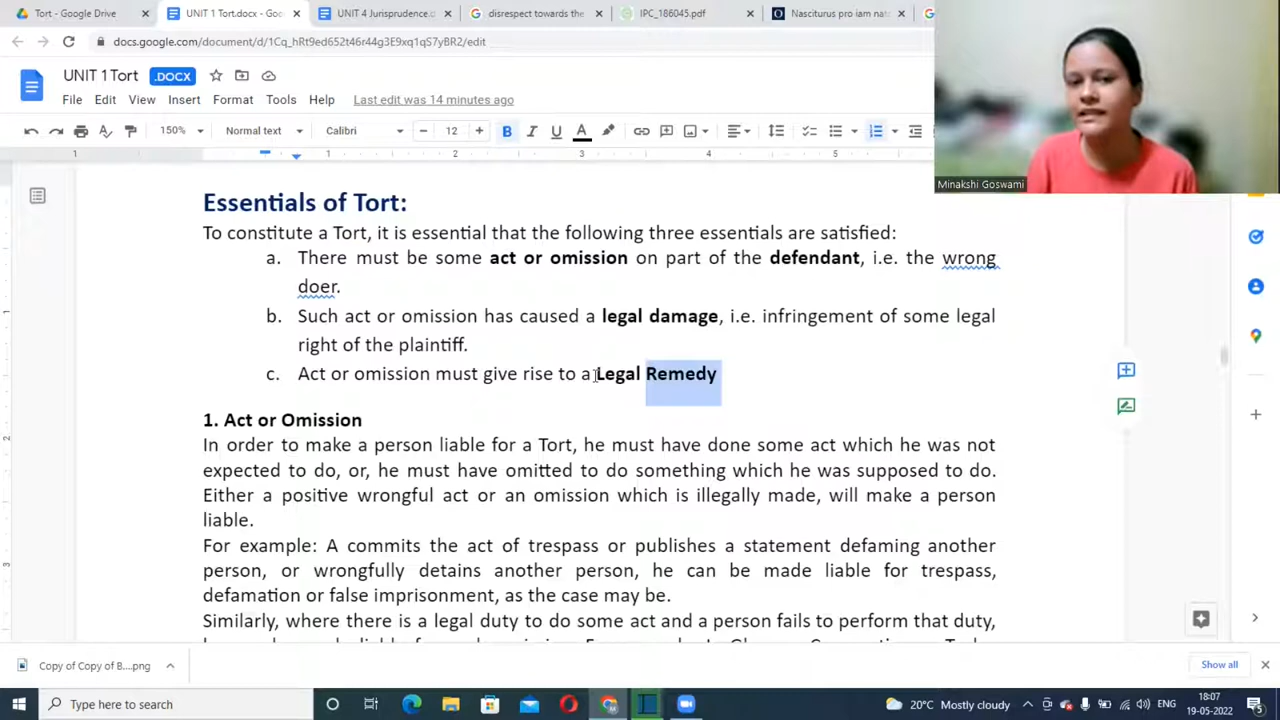 Tort - Google Drive
UNIT 1 Tort.docx - Goo
UNIT 4 Jurisprudence.d
disrespect towards the
IPC_186045.pdf
Nasciturus pro iam nat
docs.google.com/document/d/1Cq_hRt9ed652t46r44g3E9xq1qS7yBR2/edit
UNIT 1 Tort .DOCX
File Edit View Insert Format Tools Help Last edit was 14 minutes ago
150% Normal text Calibri 12 B I U A
1 1 2 3 4 5
Minakshi Goswami
Essentials of Tort:
To constitute a Tort, it is essential that the following three essentials are satisfied:
a. There must be some act or omission on part of the defendant, i.e. the wrong
doer.
b. Such act or omission has caused a legal damage, i.e. infringement of some legal
right of the plaintiff.
c. Act or omission must give rise to a Legal Remedy
1. Act or Omission
In order to make a person liable for a Tort, he must have done some act which he was not
expected to do, or, he must have omitted to do something which he was supposed to do.
Either a positive wrongful act or an omission which is illegally made, will make a person
liable.
For example: A commits the act of trespass or publishes a statement defaming another
person, or wrongfully detains another person, he can be made liable for trespass,
defamation or false imprisonment, as the case may be.
Similarly, where there is a legal duty to do some act and a person fails to perform that duty,
Copy of Copy of B....png
Show all
Type here to search
20°C Mostly cloudy
ENG
18:07
19-05-2022
5